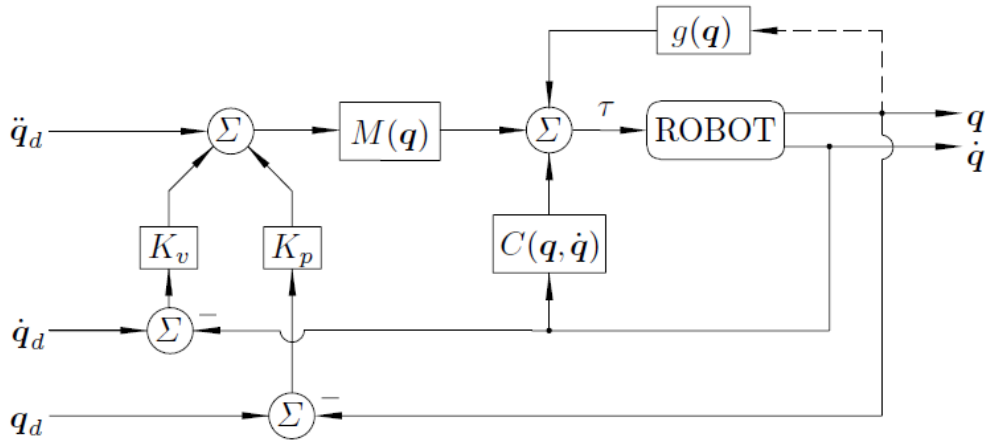 g(q)
q̈_d Σ M(q) Σ τ ROBOT q
q̇
K_v K_p C(q, q̇)
q̇_d Σ −
q_d Σ −